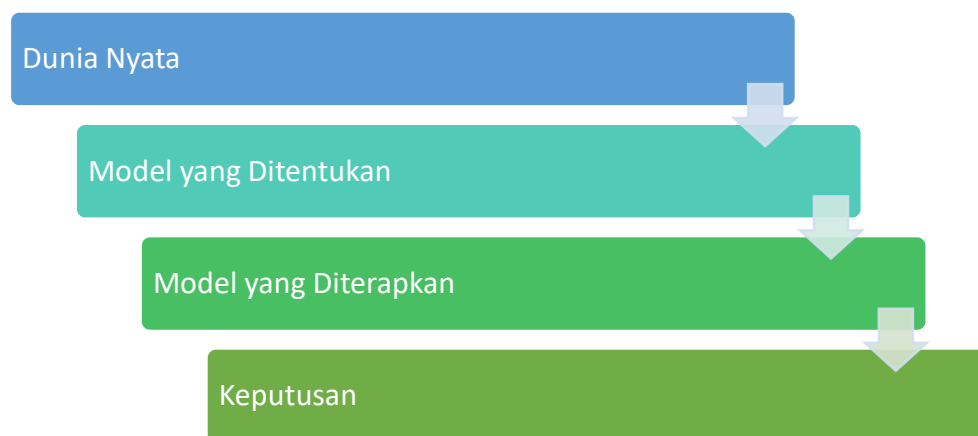 Dunia Nyata
Model yang Ditentukan
Model yang Diterapkan
Keputusan